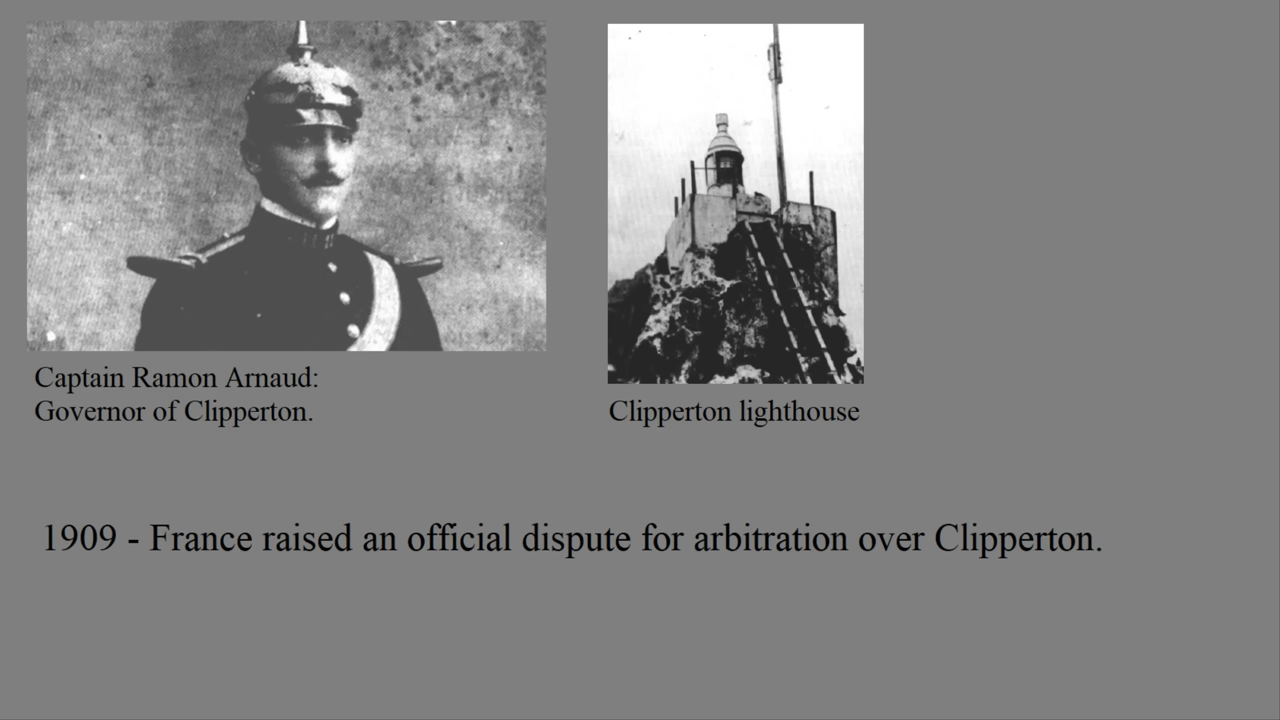 Captain Ramon Arnaud:
Governor of Clipperton.
Clipperton lighthouse
1909 - France raised an official dispute for arbitration over Clipperton.